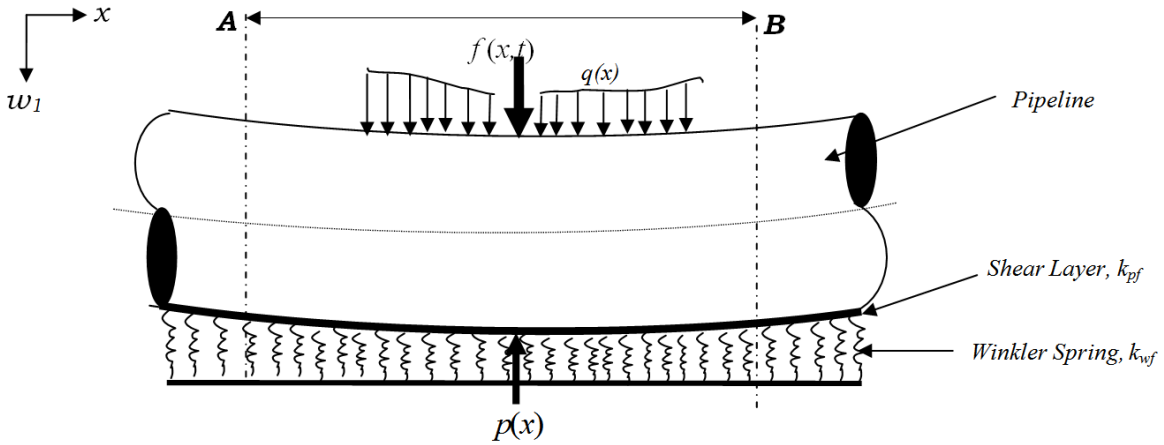 x
A
B
w1
f(x,t)
q(x)
Pipeline
Shear Layer, kpf
Winkler Spring, kwf
p(x)